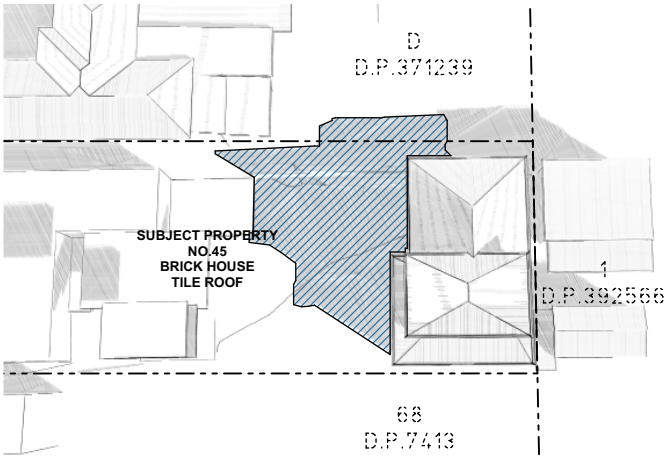 D
D.P.371239
SUBJECT PROPERTY
NO.45
BRICK HOUSE
TILE ROOF
1
D.P.392566
68
D.P.7413